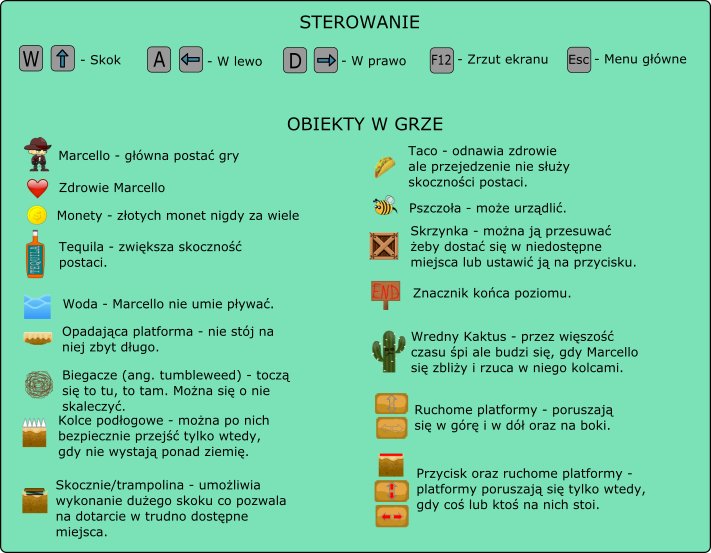 STEROWANIE
W - Skok
A - W lewo
D - W prawo
F12 - Zrzut ekranu
Esc - Menu główne
OBIEKTY W GRZE
Marcello - główna postać gry
Zdrowie Marcello
Monety - złotych monet nigdy za wiele
TEQUILA
Tequila - zwiększa skoczność
postaci.
Woda - Marcello nie umie pływać.
Opadająca platforma - nie stój na
niej zbyt długo.
Biegacze (ang. tumbleweed) - toczą
się to tu, to tam. Można się o nie
skaleczyć.
Kolce podłogowe - można po nich
bezpiecznie przejść tylko wtedy,
gdy nie wystają ponad ziemię.
Skocznie/trampolina - umożliwia
wykonanie dużego skoku co pozwala
na dotarcie w trudno dostępne
miejsca.
Taco - odnawia zdrowie
ale przejedzenie nie służy
skoczności postaci.
Pszczoła - może urządlić.
Skrzynka - można ją przesuwać
żeby dostać się w niedostępne
miejsca lub ustawić ją na przycisku.
END
Znacznik końca poziomu.
Wredny Kaktus - przez więszość
czasu śpi ale budzi się, gdy Marcello
się zbliży i rzuca w niego kolcami.
Ruchome platformy - poruszają
się w górę i w dół oraz na boki.
Przycisk oraz ruchome platformy -
platformy poruszają się tylko wtedy,
gdy coś lub ktoś na nich stoi.